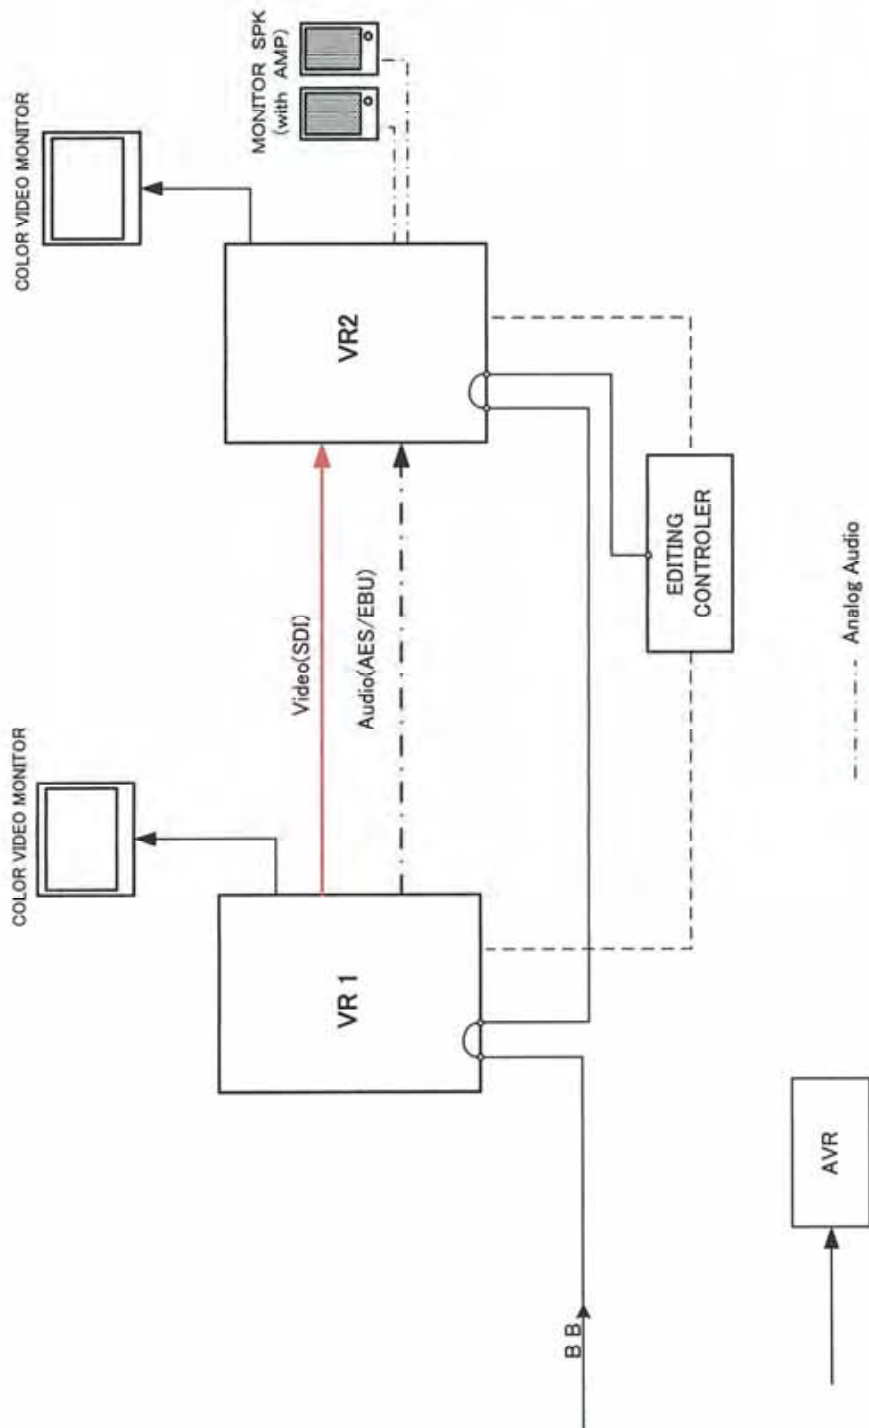 COLOR VIDEO MONITOR
COLOR VIDEO MONITOR
MONITOR SPK
(with AMP)
VR 1
Video(SDI)
Audio(AES/EBU)
VR2
B B
EDITING
CONTROLER
AVR
Analog Audio